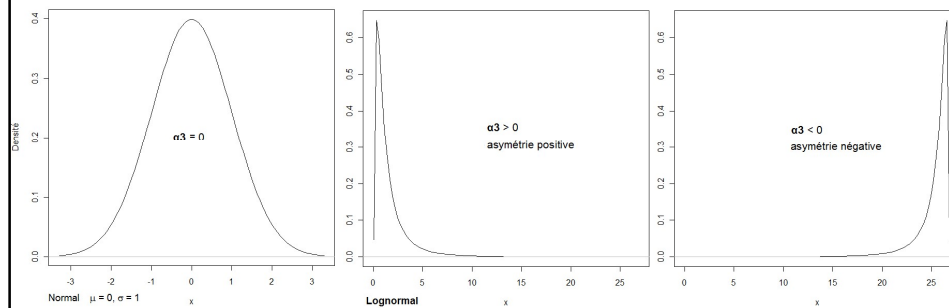 Densité
0.0
0.1
0.2
0.3
0.4
α3 = 0
-3 -2 -1 0 1 2 3
Normal μ = 0, σ = 1
x
0.0 0.1 0.2 0.3 0.4 0.5 0.6
α3 > 0
asymétrie positive
0 5 10 15 20 25
Lognormal
x
0.0 0.1 0.2 0.3 0.4 0.5 0.6
α3 < 0
asymétrie négative
0 5 10 15 20 25
x